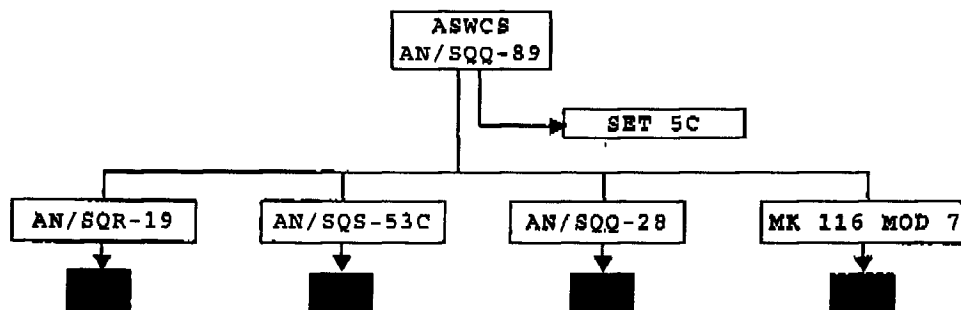 ASWCS
AN/SQQ-89
SET 5C
AN/SQR-19
AN/SQS-53C
AN/SQQ-28
MK 116 MOD 7